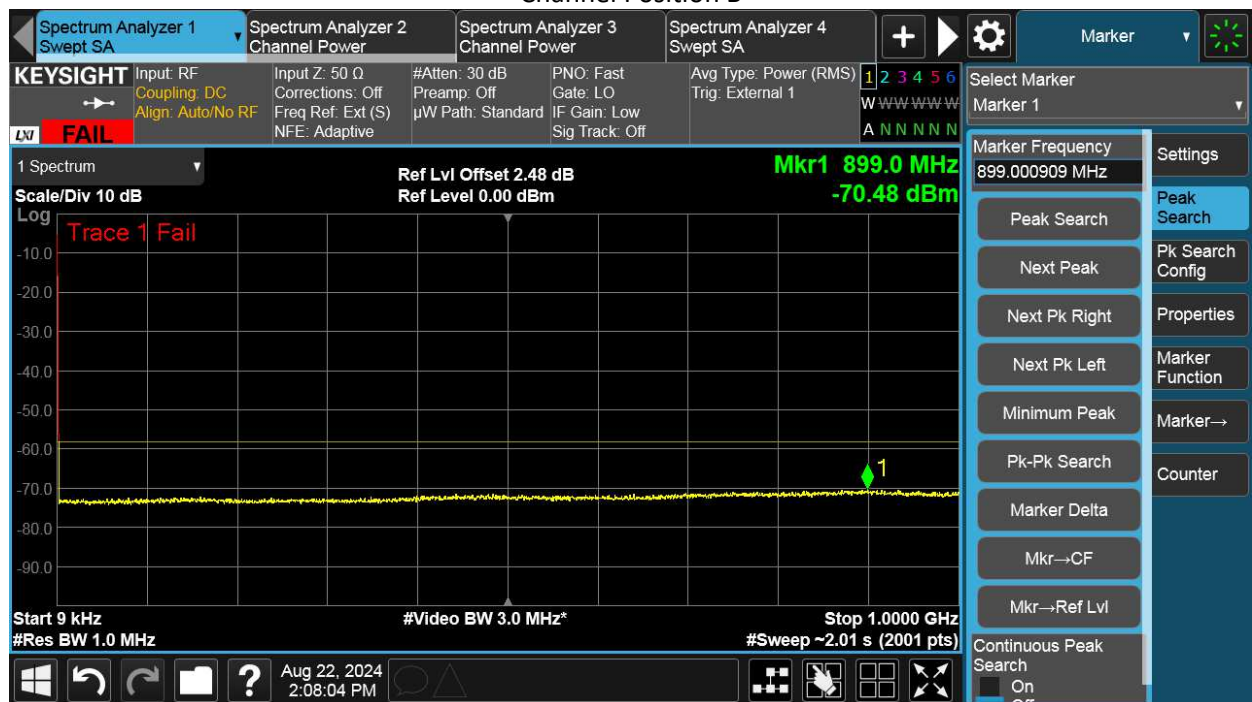 Spectrum Analyzer 1
Swept SA
Spectrum Analyzer 2
Channel Power
Spectrum Analyzer 3
Channel Power
Spectrum Analyzer 4
Swept SA
+
Marker
KEYSIGHT
LXI
FAIL
Input: RF
Coupling: DC
Align: Auto/No RF
Input Z: 50 Ω
Corrections: Off
Freq Ref: Ext (S)
NFE: Adaptive
#Atten: 30 dB
Preamp: Off
µW Path: Standard
PNO: Fast
Gate: LO
IF Gain: Low
Sig Track: Off
Avg Type: Power (RMS)
Trig: External 1
1 2 3 4 5 6
W W W W W W
A N N N N N
Select Marker
Marker 1
1 Spectrum
Scale/Div 10 dB
Ref Lvl Offset 2.48 dB
Ref Level 0.00 dBm
Mkr1 899.0 MHz
-70.48 dBm
Log
Trace 1 Fail
-10.0
-20.0
-30.0
-40.0
-50.0
-60.0
-70.0
-80.0
-90.0
1
Start 9 kHz
#Res BW 1.0 MHz
#Video BW 3.0 MHz*
Stop 1.0000 GHz
#Sweep ~2.01 s (2001 pts)
Marker Frequency
899.000909 MHz
Peak Search
Next Peak
Next Pk Right
Next Pk Left
Minimum Peak
Pk-Pk Search
Marker Delta
Mkr→CF
Mkr→Ref Lvl
Continuous Peak
Search
On
Off
Settings
Peak
Search
Pk Search
Config
Properties
Marker
Function
Marker→
Counter
?
Aug 22, 2024
2:08:04 PM